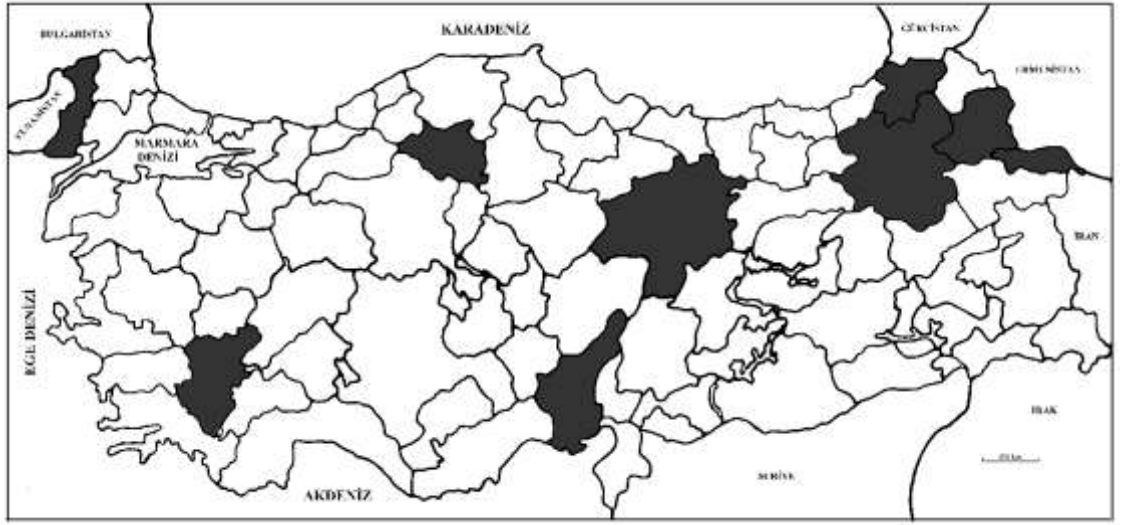 BULGARİSTAN
KARADENİZ
GÜRCİSTAN
ERMENİSTAN
YUNANİSTAN
MARMARA
DENİZİ
İRAN
EGE DENİZİ
IRAK
SURİYE
AKDENİZ